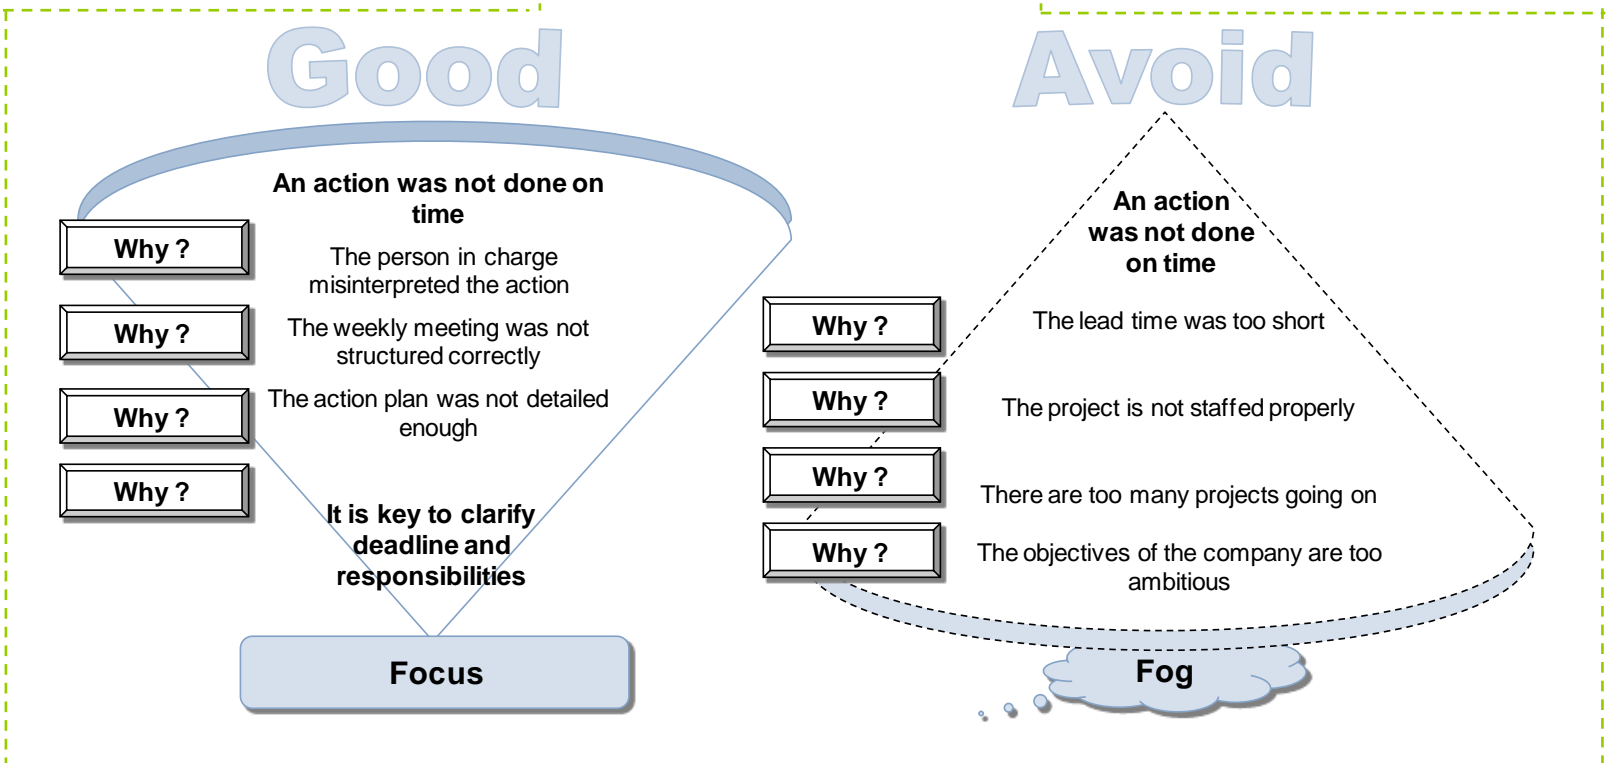 Good
An action was not done on
time
Why ?
The person in charge
misinterpreted the action
Why ?
The weekly meeting was not
structured correctly
Why ?
The action plan was not detailed
enough
Why ?
It is key to clarify
deadline and
responsibilities
Focus
Avoid
An action
was not done
on time
Why ?
The lead time was too short
Why ?
The project is not staffed properly
Why ?
There are too many projects going on
Why ?
The objectives of the company are too
ambitious
Fog